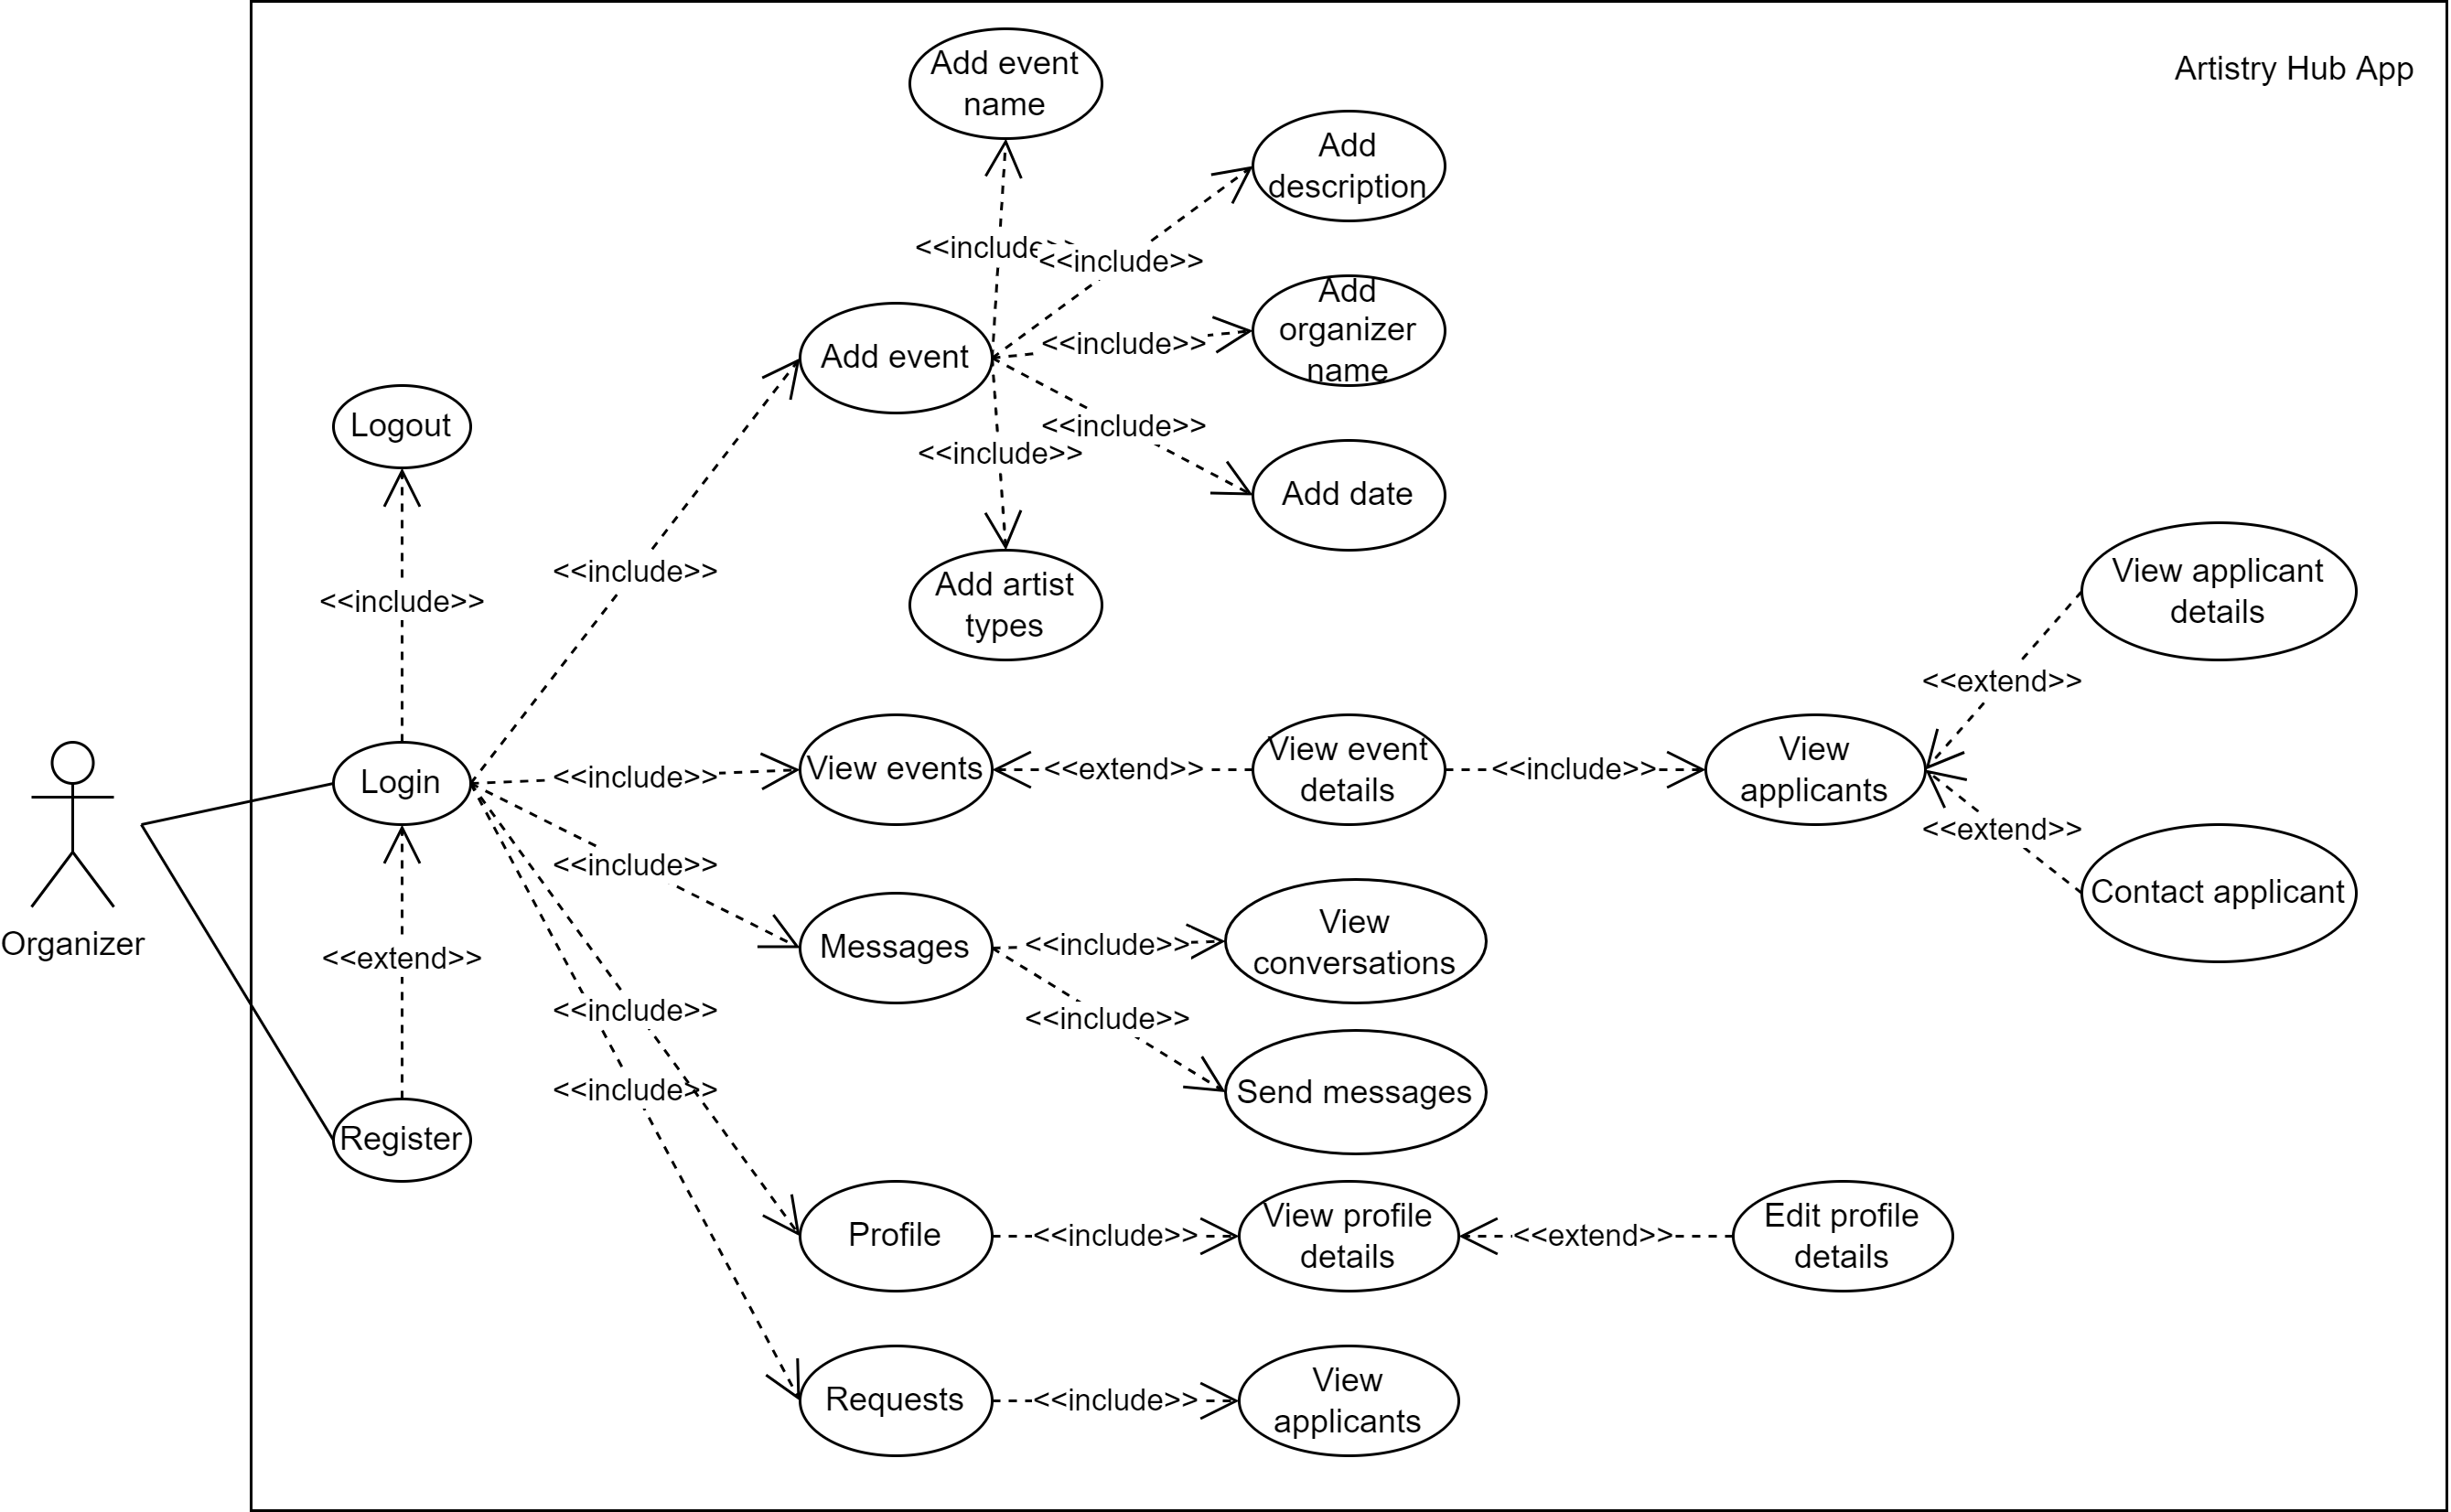 Artistry Hub App
Add event
name
Add
description
<<include>>
<<include>>
Add
organizer
name
<<include>>
Add event
Logout
<<include>>
<<include>>
Add date
<<include>>
<<include>>
Add artist
types
View applicant
details
<<extend>>
Login
<<include>>
View events
<<extend>>
View event
details
<<include>>
View
applicants
<<extend>>
Contact applicant
Organizer
<<extend>>
<<include>>
Messages
<<include>>
View
conversations
<<include>>
Send messages
<<include>>
<<include>>
Register
Profile
<<include>>
View profile
details
<<extend>>
Edit profile
details
Requests
<<include>>
View
applicants